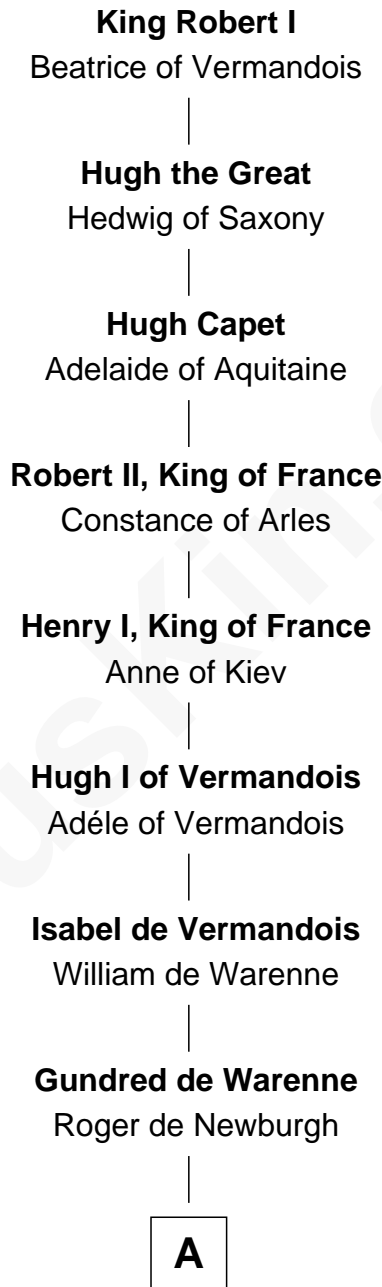 King Robert I
Beatrice of Vermandois
Hugh the Great
Hedwig of Saxony
Hugh Capet
Adelaide of Aquitaine
Robert II, King of France
Constance of Arles
Henry I, King of France
Anne of Kiev
Hugh I of Vermandois
Adéle of Vermandois
Isabel de Vermandois
William de Warenne
Gundred de Warenne
Roger de Newburgh
A